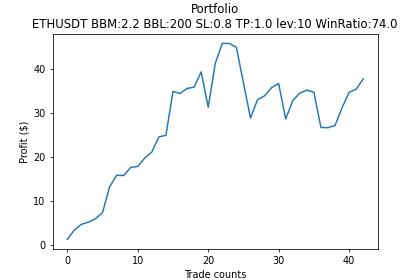 Portfolio
ETHUSDT BBM:2.2 BBL:200 SL:0.8 TP:1.0 lev:10 WinRatio:74.0
Profit ($)
40
30
20
10
0
0
10
20
30
40
Trade counts